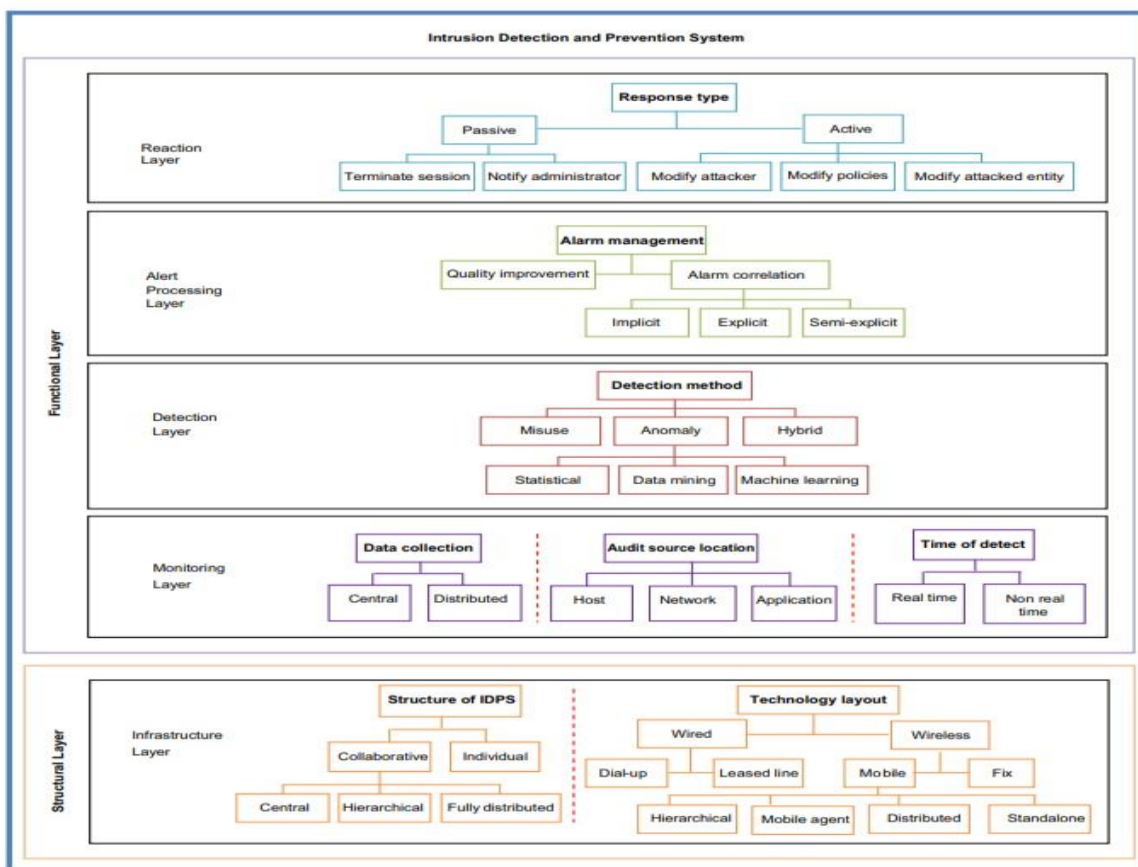 Intrusion Detection and Prevention System
Functional Layer
Reaction
Layer
Response type
Passive
Active
Terminate session
Notify administrator
Modify attacker
Modify policies
Modify attacked entity
Alert
Processing
Layer
Alarm management
Quality improvement
Alarm correlation
Implicit
Explicit
Semi-explicit
Detection
Layer
Detection method
Misuse
Anomaly
Hybrid
Statistical
Data mining
Machine learning
Monitoring
Layer
Data collection
Audit source location
Time of detect
Central
Distributed
Host
Network
Application
Real time
Non real
time
Structural Layer
Infrastructure
Layer
Structure of IDPS
Technology layout
Collaborative
Individual
Wired
Wireless
Dial-up
Leased line
Mobile
Fix
Central
Hierarchical
Fully distributed
Hierarchical
Mobile agent
Distributed
Standalone